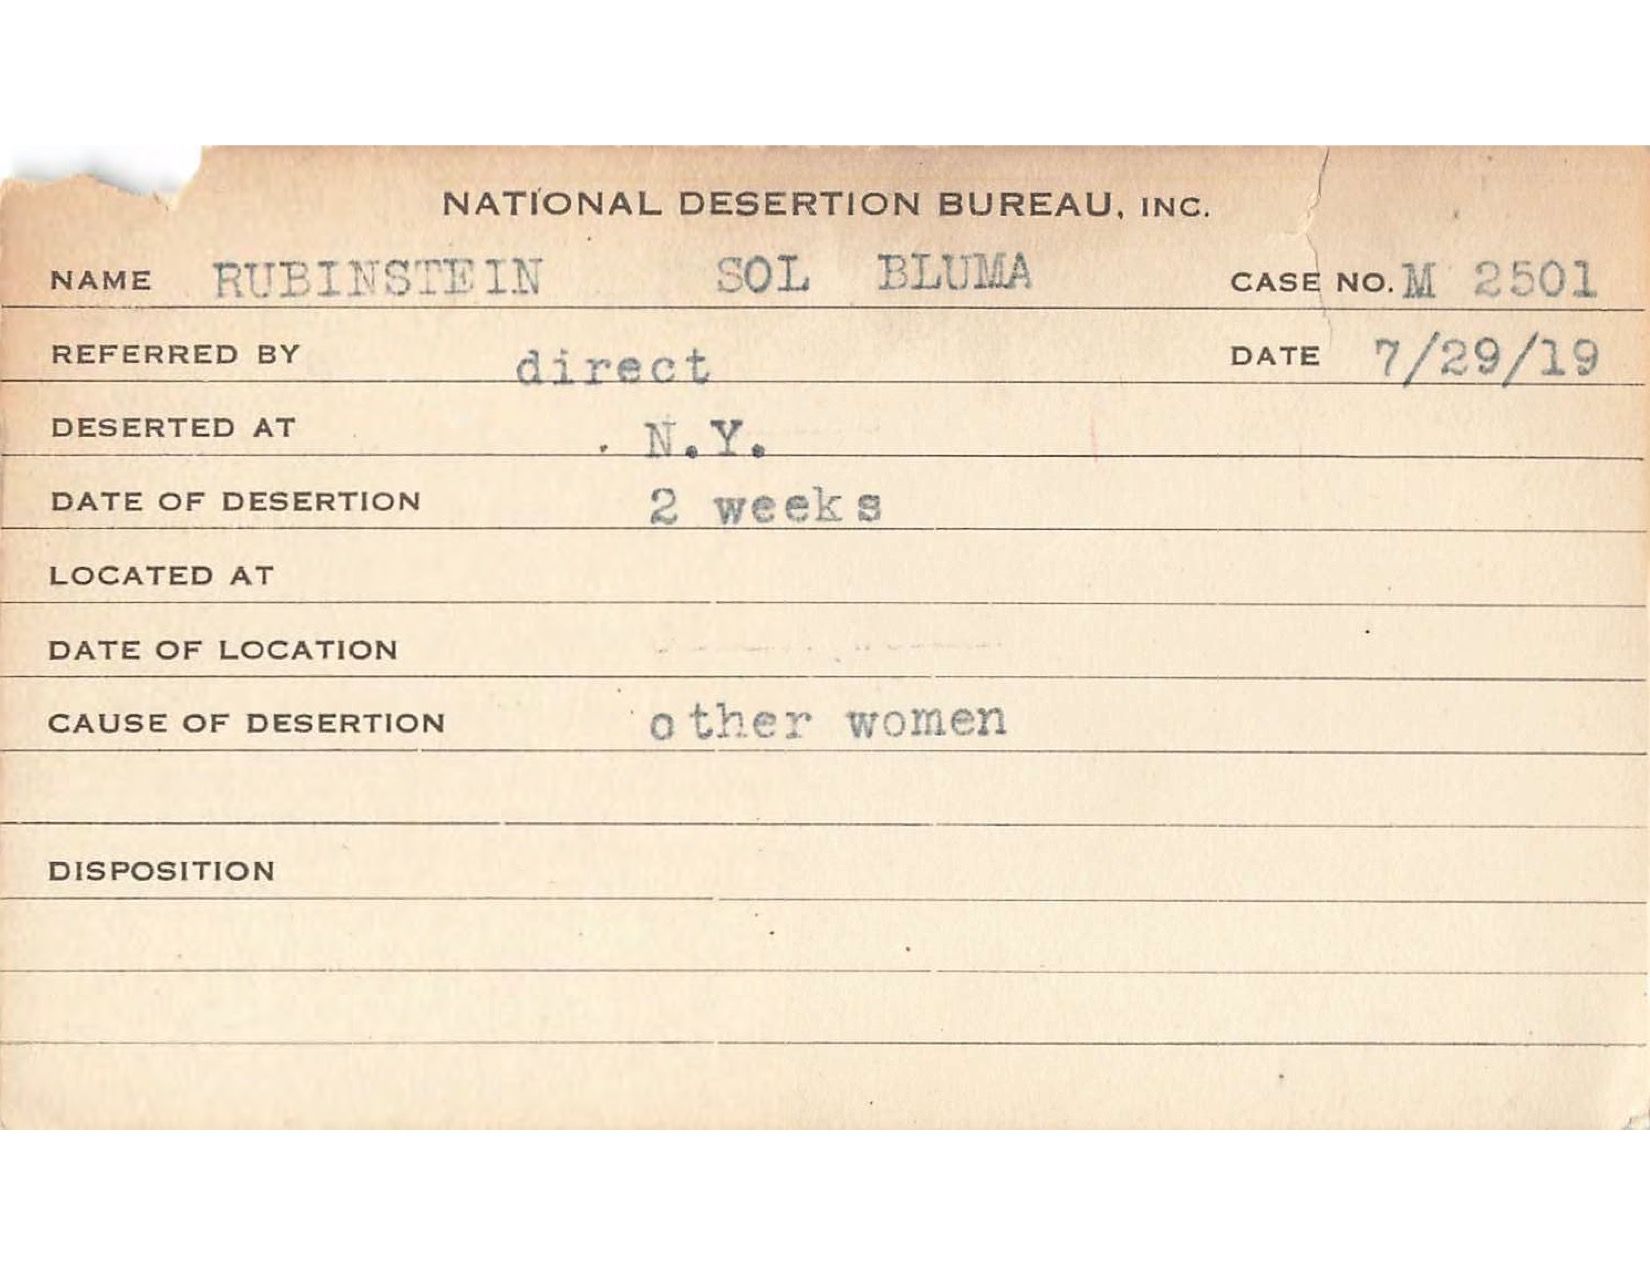 NATIONAL DESERTION BUREAU, INC.
NAME RUBINSTEIN SOL BLUMA CASE NO. M 2501
REFERRED BY direct DATE 7/29/19
DESERTED AT N.Y.
DATE OF DESERTION 2 weeks
LOCATED AT
DATE OF LOCATION
CAUSE OF DESERTION other women
DISPOSITION